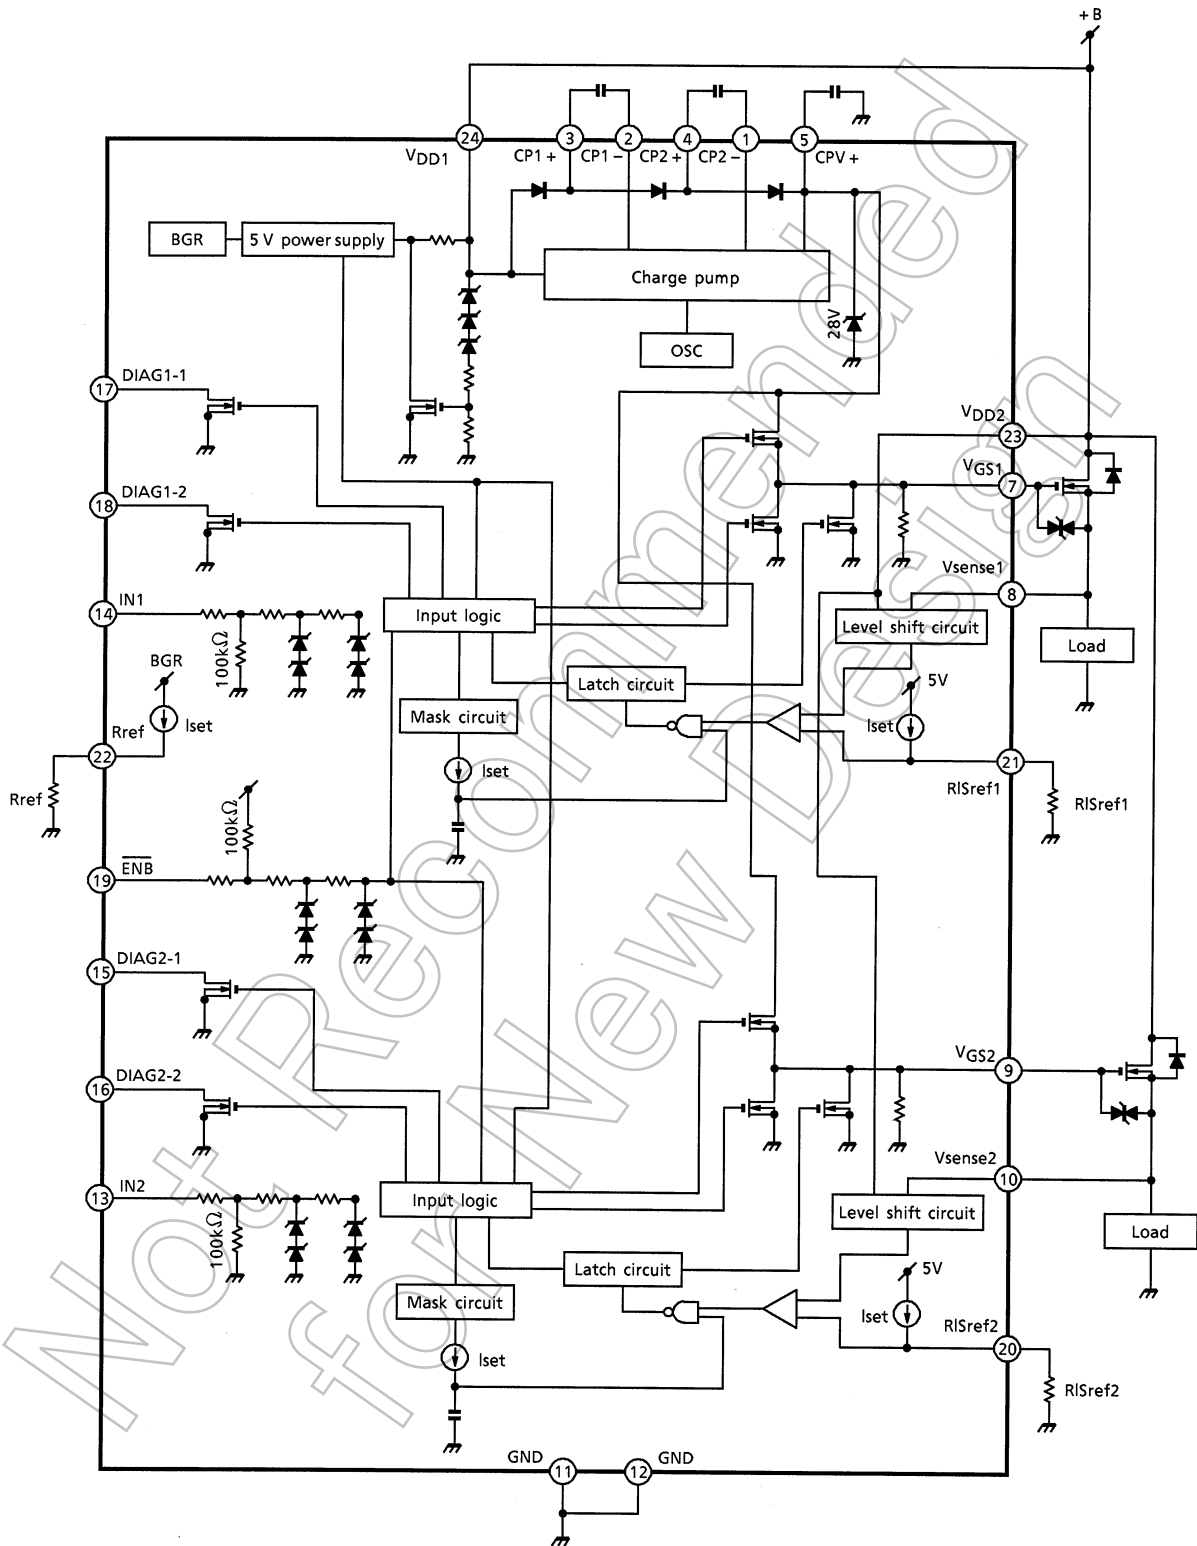 + B
24
3
2
4
1
5
VDD1
CP1 +
CP1 −
CP2 +
CP2 −
CPV +
BGR
5 V power supply
Charge pump
OSC
28V
17
DIAG1-1
VDD2
23
VGS1
7
18
DIAG1-2
Vsense1
8
14
IN1
100kΩ
Input logic
Level shift circuit
Load
BGR
Iset
Rref
22
Rref
Latch circuit
Mask circuit
Iset
5V
Iset
21
RISref1
RISref1
100kΩ
19
ENB
15
DIAG2-1
16
DIAG2-2
VGS2
9
Vsense2
10
13
IN2
100kΩ
Input logic
Level shift circuit
Load
Latch circuit
Mask circuit
Iset
5V
Iset
RISref2
20
RISref2
GND
11
12
GND
Not Recommended
for New Design